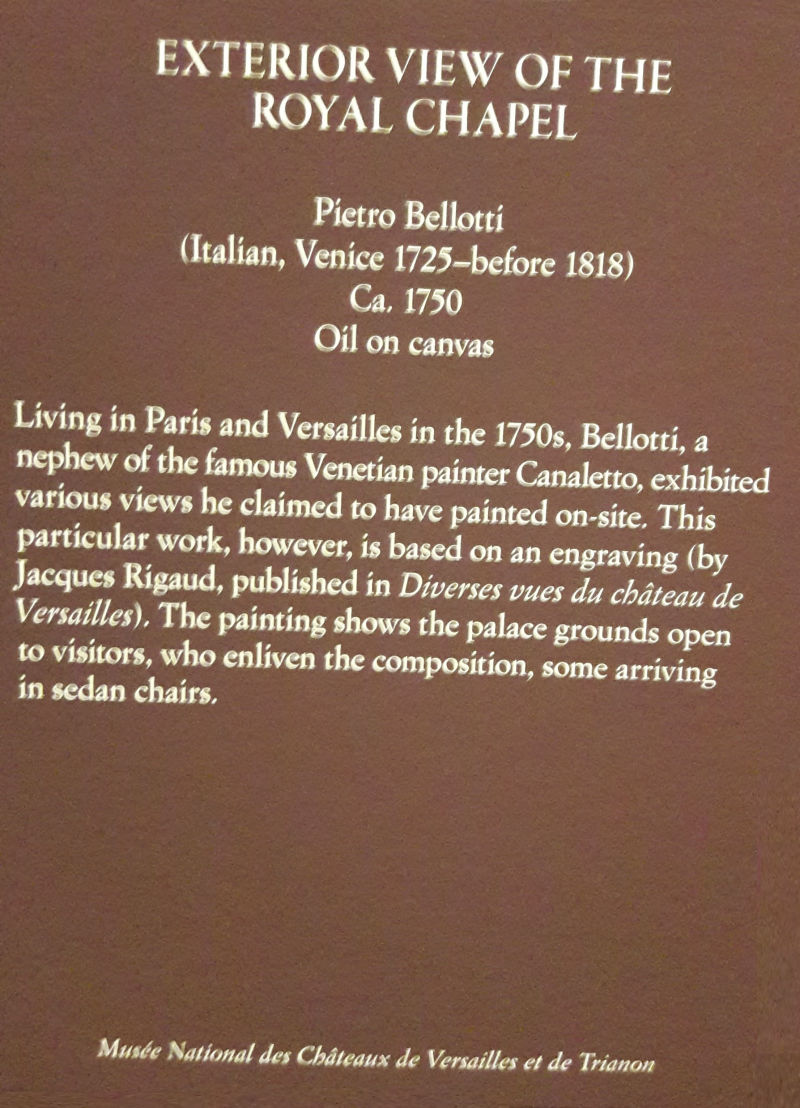 EXTERIOR VIEW OF THE
ROYAL CHAPEL
Pietro Bellotti
(Italian, Venice 1725–before 1818)
Ca. 1750
Oil on canvas
Living in Paris and Versailles in the 1750s, Bellotti, a
nephew of the famous Venetian painter Canaletto, exhibited
various views he claimed to have painted on-site. This
particular work, however, is based on an engraving (by
Jacques Rigaud, published in Diverses vues du château de
Versailles). The painting shows the palace grounds open
to visitors, who enliven the composition, some arriving
in sedan chairs.
Musée National des Châteaux de Versailles et de Trianon